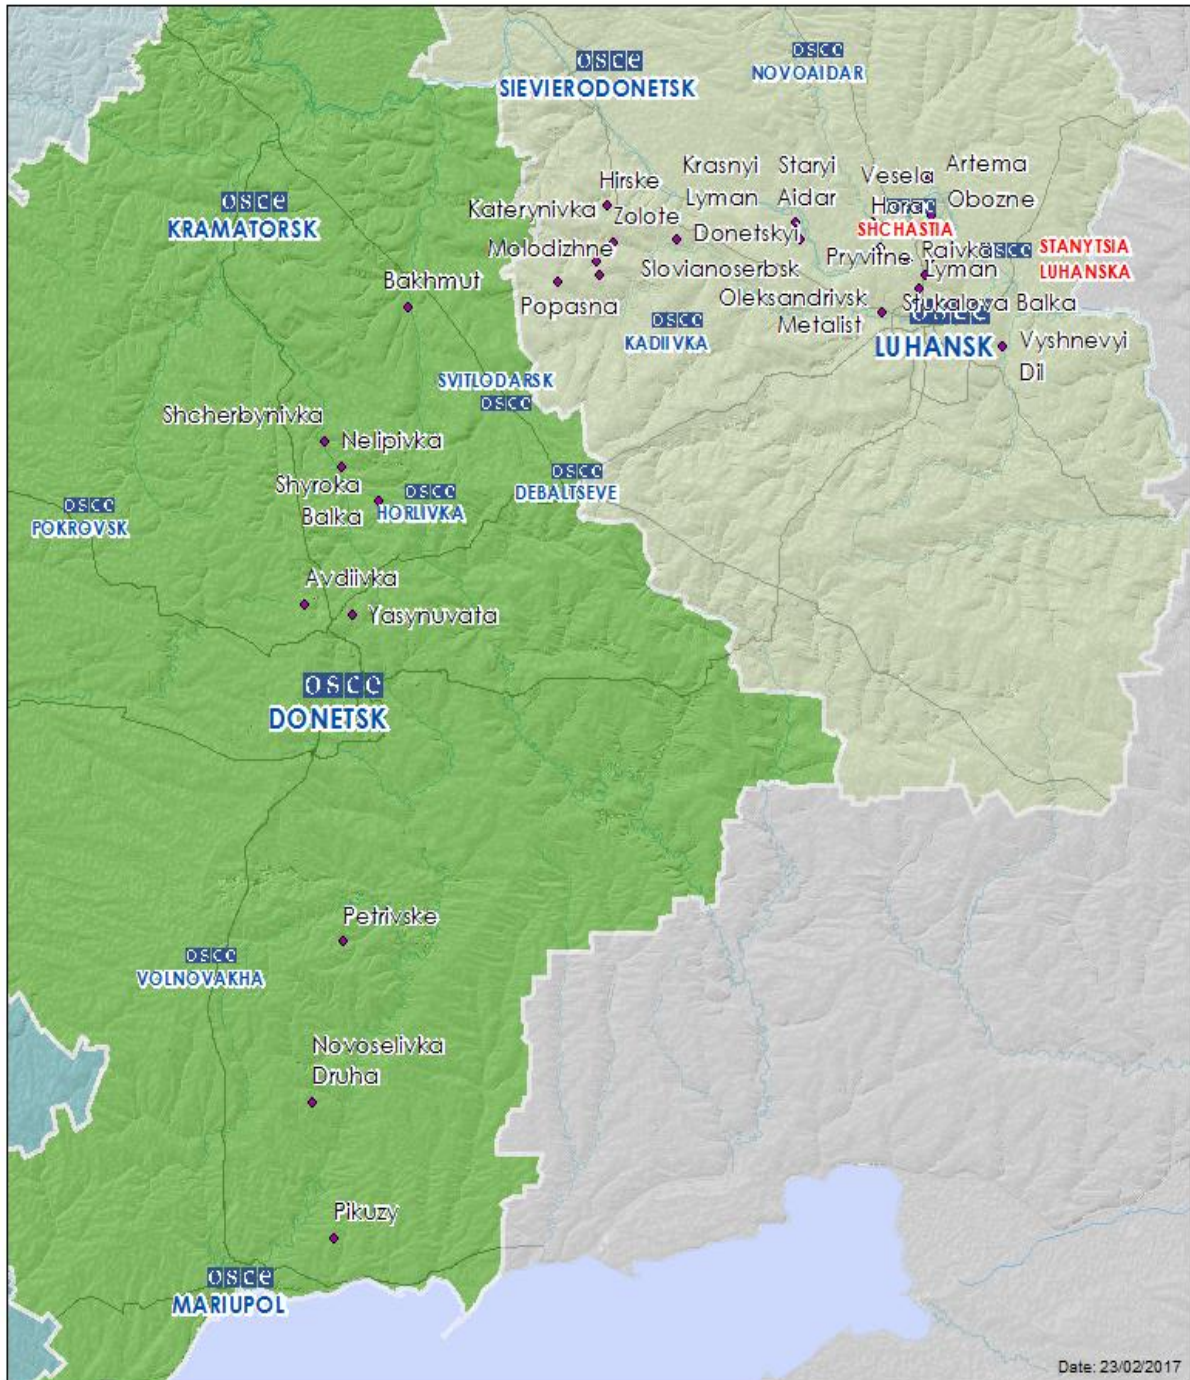 osce
SIEVIERODONETSK
osce
NOVOAIDAR
osce
KRAMATORSK
Hirske
Katerynivka
Zolote
Molodizhne
Popasna
Krasnyi
Lyman
Staryi
Aidar
Donetskyi
Slovianoserbsk
Vesela
Hora
Artema
Obozne
SHCHASTIA
Pryvitne
Raivka
Lyman
osce
STANYTSIA
LUHANSKA
Oleksandrivsk
Stukalova Balka
Metalist
osce
KADIIVKA
osce
LUHANSK
Vyshnevyi
Dil
Bakhmut
SVITLODARSK
osce
Shcherbynivka
Nelipivka
Shyroka
Balka
osce
HORLIVKA
osce
DEBALTSEVE
osce
POKROVSK
Avdiivka
Yasynuvata
osce
DONETSK
Petrivske
osce
VOLNOVAKHA
Novoselivka
Druha
Pikuzy
osce
MARIUPOL
Date: 23/02/2017